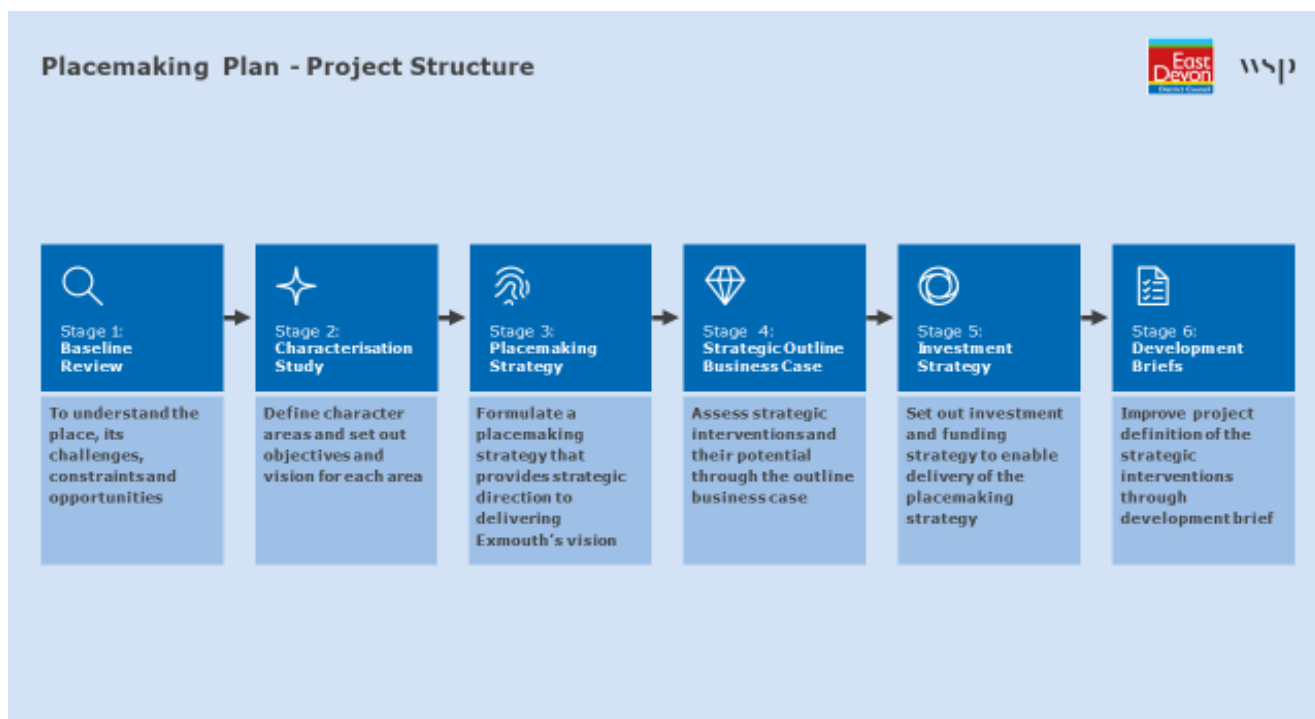 Placemaking Plan - Project Structure
East
Devon
District Council
wsp
Stage 1:
Baseline
Review
To understand the
place, its
challenges,
constraints and
opportunities
Stage 2:
Characterisation
Study
Define character
areas and set out
objectives and
vision for each area
Stage 3:
Placemaking
Strategy
Formulate a
placemaking
strategy that
provides strategic
direction to
delivering
Exmouth's vision
Stage 4:
Strategic Outline
Business Case
Assess strategic
interventions and
their potential
through the outline
business case
Stage 5:
Investment
Strategy
Set out investment
and funding
strategy to enable
delivery of the
placemaking
strategy
Stage 6:
Development
Briefs
Improve project
definition of the
strategic
interventions
through
development brief